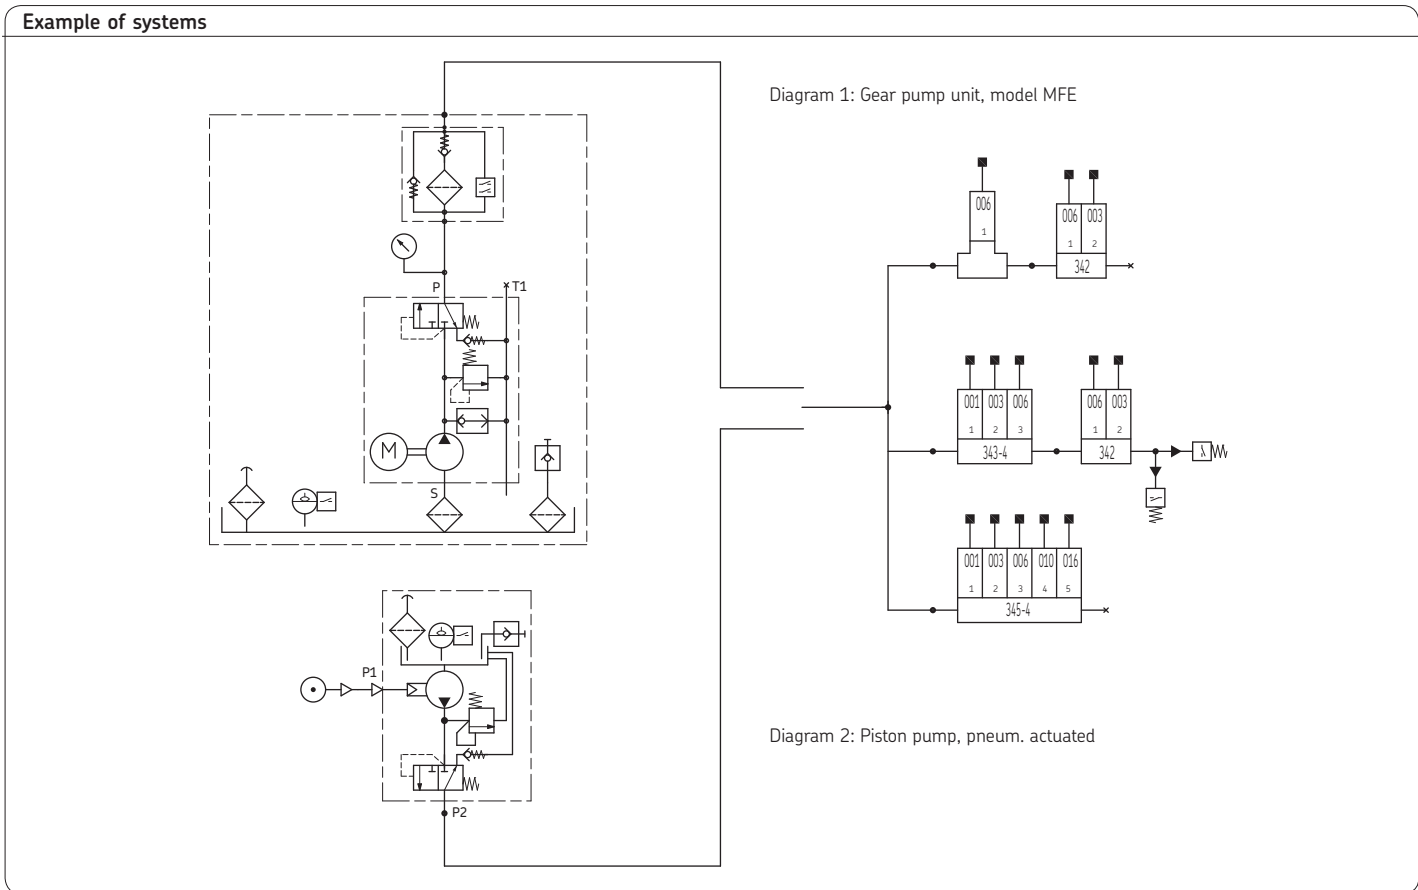 Example of systems
Diagram 1: Gear pump unit, model MFE
006
1
006 003
1 2
342
P
T1
001 003 006
1 2 3
343-4
006 003
1 2
342
M
S
001 003 006 010 016
1 2 3 4 5
345-4
P1
Diagram 2: Piston pump, pneum. actuated
P2